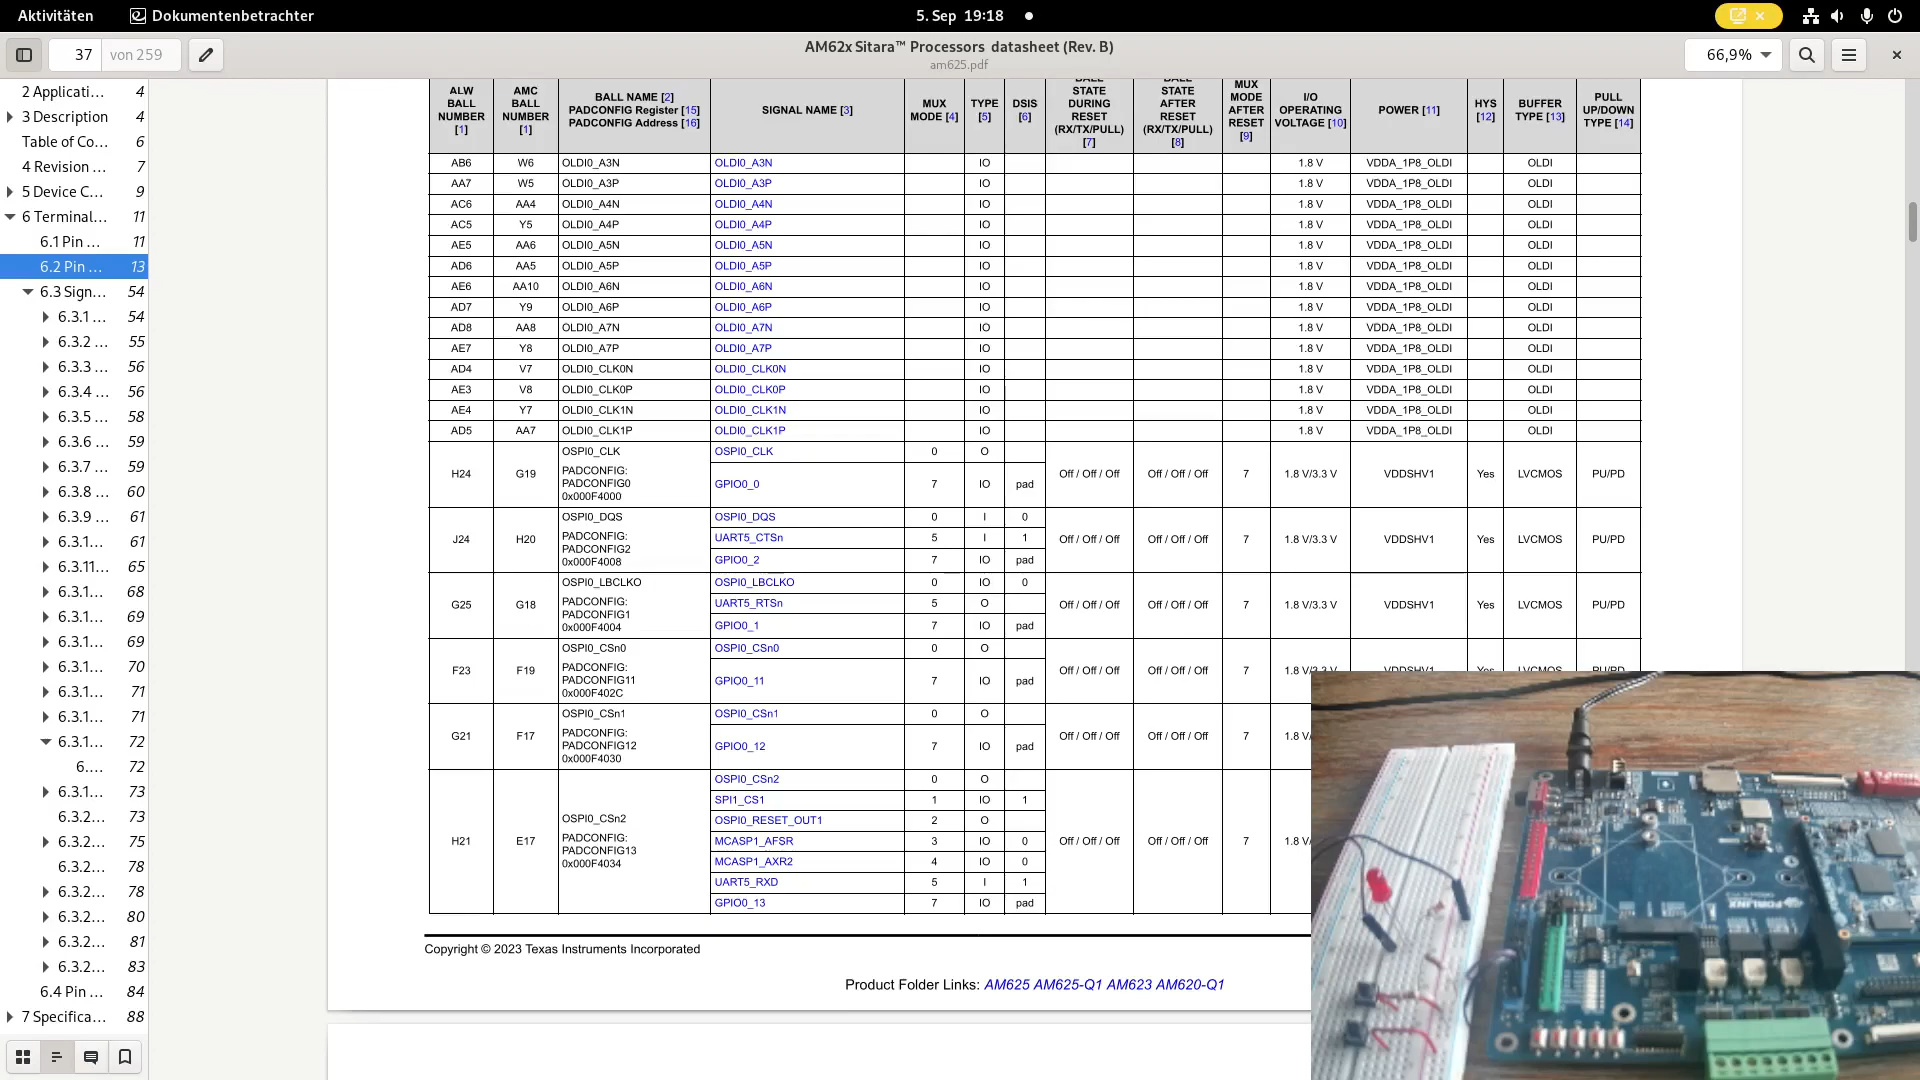 Aktivitäten
Dokumentenbetrachter
5. Sep 19:18
37 von 259
AM62x Sitara™ Processors datasheet (Rev. B)
am625.pdf
66,9%
2 Applicati... 4
3 Description 4
Table of Co... 6
4 Revision ... 7
5 Device C... 9
6 Terminal... 11
6.1 Pin ... 11
6.2 Pin ... 13
6.3 Sign... 54
6.3.1 ... 54
6.3.2 ... 55
6.3.3 ... 56
6.3.4 ... 56
6.3.5 ... 58
6.3.6 ... 59
6.3.7 ... 59
6.3.8 ... 60
6.3.9 ... 61
6.3.1... 61
6.3.11... 65
6.3.1... 68
6.3.1... 69
6.3.1... 69
6.3.1... 70
6.3.1... 71
6.3.1... 71
6.3.1... 72
6.... 72
6.3.1... 73
6.3.2... 73
6.3.2... 75
6.3.2... 78
6.3.2... 78
6.3.2... 80
6.3.2... 81
6.3.2... 83
6.4 Pin ... 84
7 Specifica... 88
ALW BALL NUMBER [1]
AMC BALL NUMBER [1]
BALL NAME [2] PADCONFIG Register [15] PADCONFIG Address [16]
SIGNAL NAME [3]
MUX MODE [4]
TYPE [5]
DSIS [6]
BALL STATE DURING RESET (RX/TX/PULL) [7]
BALL STATE AFTER RESET (RX/TX/PULL) [8]
MUX MODE AFTER RESET [9]
I/O OPERATING VOLTAGE [10]
POWER [11]
HYS [12]
BUFFER TYPE [13]
PULL UP/DOWN TYPE [14]
AB6 W6 OLDI0_A3N OLDI0_A3N IO 1.8 V VDDA_1P8_OLDI OLDI
AA7 W5 OLDI0_A3P OLDI0_A3P IO 1.8 V VDDA_1P8_OLDI OLDI
AC6 AA4 OLDI0_A4N OLDI0_A4N IO 1.8 V VDDA_1P8_OLDI OLDI
AC5 Y5 OLDI0_A4P OLDI0_A4P IO 1.8 V VDDA_1P8_OLDI OLDI
AE5 AA6 OLDI0_A5N OLDI0_A5N IO 1.8 V VDDA_1P8_OLDI OLDI
AD6 AA5 OLDI0_A5P OLDI0_A5P IO 1.8 V VDDA_1P8_OLDI OLDI
AE6 AA10 OLDI0_A6N OLDI0_A6N IO 1.8 V VDDA_1P8_OLDI OLDI
AD7 Y9 OLDI0_A6P OLDI0_A6P IO 1.8 V VDDA_1P8_OLDI OLDI
AD8 AA8 OLDI0_A7N OLDI0_A7N IO 1.8 V VDDA_1P8_OLDI OLDI
AE7 Y8 OLDI0_A7P OLDI0_A7P IO 1.8 V VDDA_1P8_OLDI OLDI
AD4 V7 OLDI0_CLK0N OLDI0_CLK0N IO 1.8 V VDDA_1P8_OLDI OLDI
AE3 V8 OLDI0_CLK0P OLDI0_CLK0P IO 1.8 V VDDA_1P8_OLDI OLDI
AE4 Y7 OLDI0_CLK1N OLDI0_CLK1N IO 1.8 V VDDA_1P8_OLDI OLDI
AD5 AA7 OLDI0_CLK1P OLDI0_CLK1P IO 1.8 V VDDA_1P8_OLDI OLDI
H24 G19
OSPI0_CLK
PADCONFIG:
PADCONFIG0
0x000F4000
OSPI0_CLK 0 O
GPIO0_0 7 IO pad
Off / Off / Off Off / Off / Off 7 1.8 V/3.3 V VDDSHV1 Yes LVCMOS PU/PD
J24 H20
OSPI0_DQS
PADCONFIG:
PADCONFIG2
0x000F4008
OSPI0_DQS 0 I 0
UART5_CTSn 5 I 1
GPIO0_2 7 IO pad
Off / Off / Off Off / Off / Off 7 1.8 V/3.3 V VDDSHV1 Yes LVCMOS PU/PD
G25 G18
OSPI0_LBCLKO
PADCONFIG:
PADCONFIG1
0x000F4004
OSPI0_LBCLKO 0 IO 0
UART5_RTSn 5 O
GPIO0_1 7 IO pad
Off / Off / Off Off / Off / Off 7 1.8 V/3.3 V VDDSHV1 Yes LVCMOS PU/PD
F23 F19
OSPI0_CSn0
PADCONFIG:
PADCONFIG11
0x000F402C
OSPI0_CSn0 0 O
GPIO0_11 7 IO pad
Off / Off / Off Off / Off / Off 7 1.8 V/3.3 V VDDSHV1 Yes LVCMOS PU/PD
G21 F17
OSPI0_CSn1
PADCONFIG:
PADCONFIG12
0x000F4030
OSPI0_CSn1 0 O
GPIO0_12 7 IO pad
Off / Off / Off Off / Off / Off 7 1.8 V/
H21 E17
OSPI0_CSn2
PADCONFIG:
PADCONFIG13
0x000F4034
OSPI0_CSn2 0 O
SPI1_CS1 1 IO 1
OSPI0_RESET_OUT1 2 O
MCASP1_AFSR 3 IO 0
MCASP1_AXR2 4 IO 0
UART5_RXD 5 I 1
GPIO0_13 7 IO pad
Off / Off / Off Off / Off / Off 7 1.8 V/
Copyright © 2023 Texas Instruments Incorporated
Product Folder Links: AM625 AM625-Q1 AM623 AM620-Q1
FORLINX